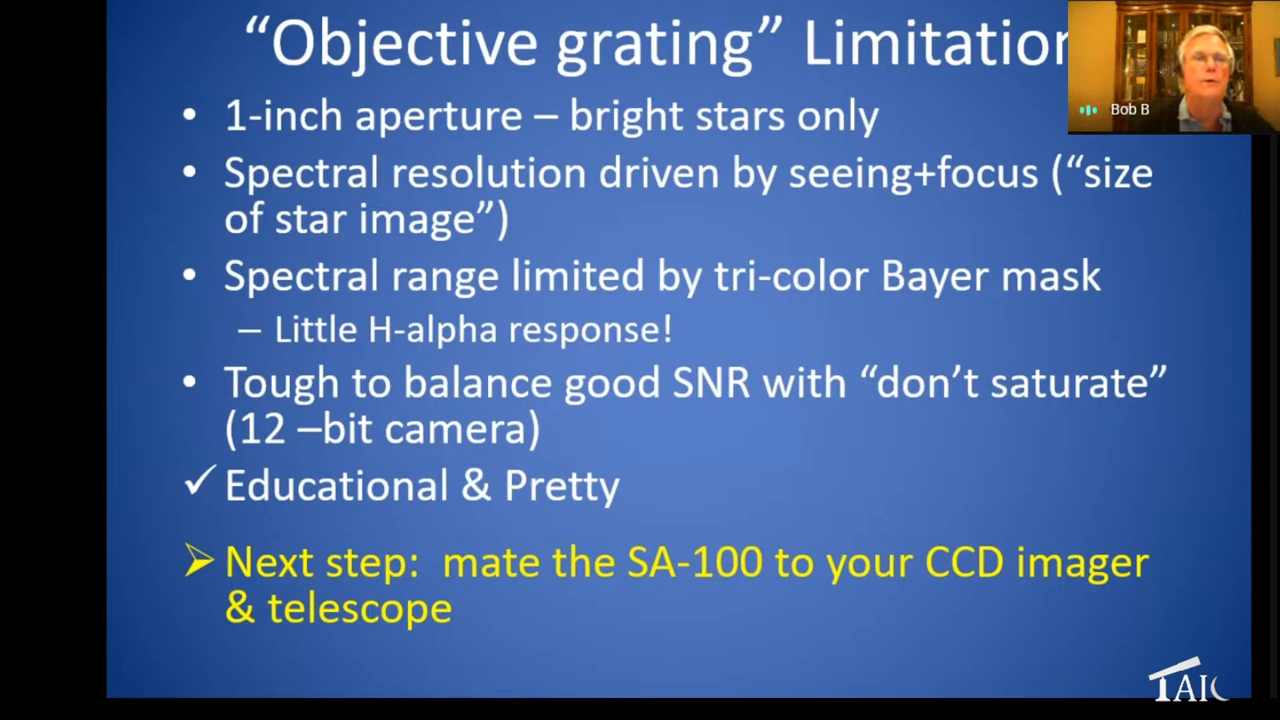 “Objective grating” Limitation
Bob B
• 1-inch aperture – bright stars only
• Spectral resolution driven by seeing+focus (“size
of star image”)
• Spectral range limited by tri-color Bayer mask
– Little H-alpha response!
• Tough to balance good SNR with “don’t saturate”
(12 –bit camera)
✓ Educational & Pretty
➢ Next step: mate the SA-100 to your CCD imager
& telescope
TAIC